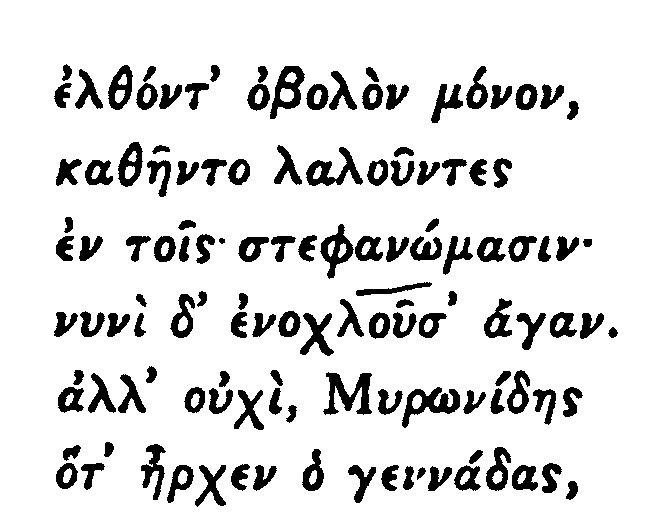 ἐλθόντ’ ὀβολὸν μόνον,
καθῆντο λαλοῦντες
ἐν τοῖς στεφανώμασιν·
νυνὶ δ’ ἐνοχλοῦσ’ ἄγαν.
ἀλλ’ οὐχὶ, Μυρωνίδης
ὅτ’ ἦρχεν ὁ γεννάδας,